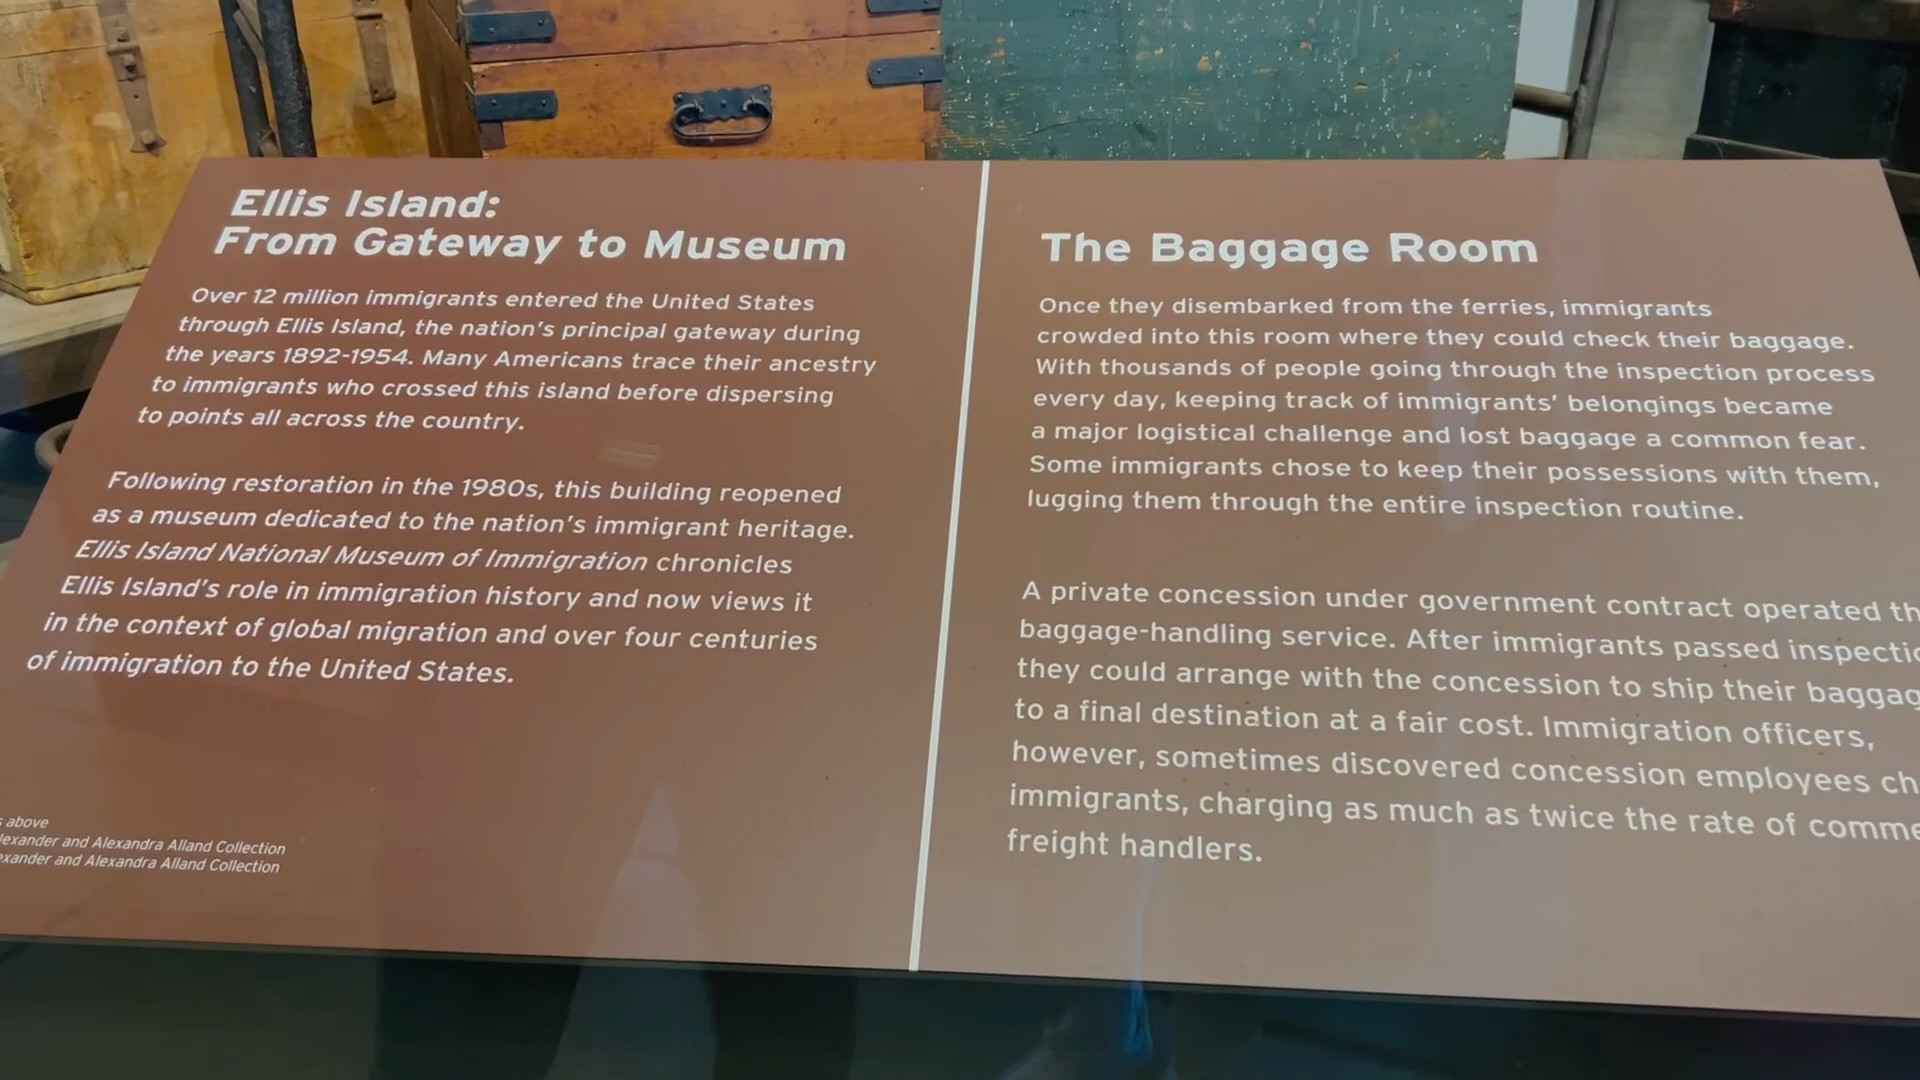 Ellis Island:
From Gateway to Museum
Over 12 million immigrants entered the United States
through Ellis Island, the nation's principal gateway during
the years 1892-1954. Many Americans trace their ancestry
to immigrants who crossed this island before dispersing
to points all across the country.
Following restoration in the 1980s, this building reopened
as a museum dedicated to the nation's immigrant heritage.
Ellis Island National Museum of Immigration chronicles
Ellis Island's role in immigration history and now views it
in the context of global migration and over four centuries
of immigration to the United States.
above
and Alexandra Alland Collection
and Alexandra Alland Collection
The Baggage Room
Once they disembarked from the ferries, immigrants
crowded into this room where they could check their baggage.
With thousands of people going through the inspection process
every day, keeping track of immigrants' belongings became
a major logistical challenge and lost baggage a common fear.
Some immigrants chose to keep their possessions with them,
lugging them through the entire inspection routine.
A private concession under government contract operated
baggage-handling service. After immigrants passed
they could arrange with the concession to ship their
to a final destination at a fair cost. Immigration officers,
however, sometimes discovered concession employees
immigrants, charging as much as twice the rate of
freight handlers.